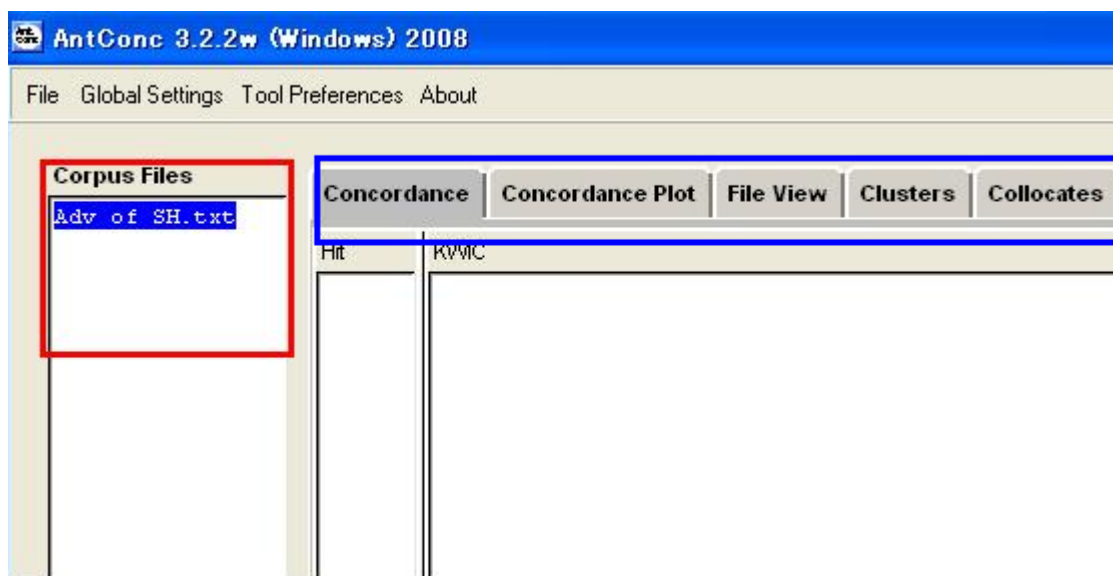 AntConc 3.2.2w (Windows) 2008
File Global Settings Tool Preferences About
Corpus Files
Adv of SH.txt
Concordance Concordance Plot File View Clusters Collocates
Hit KWIC